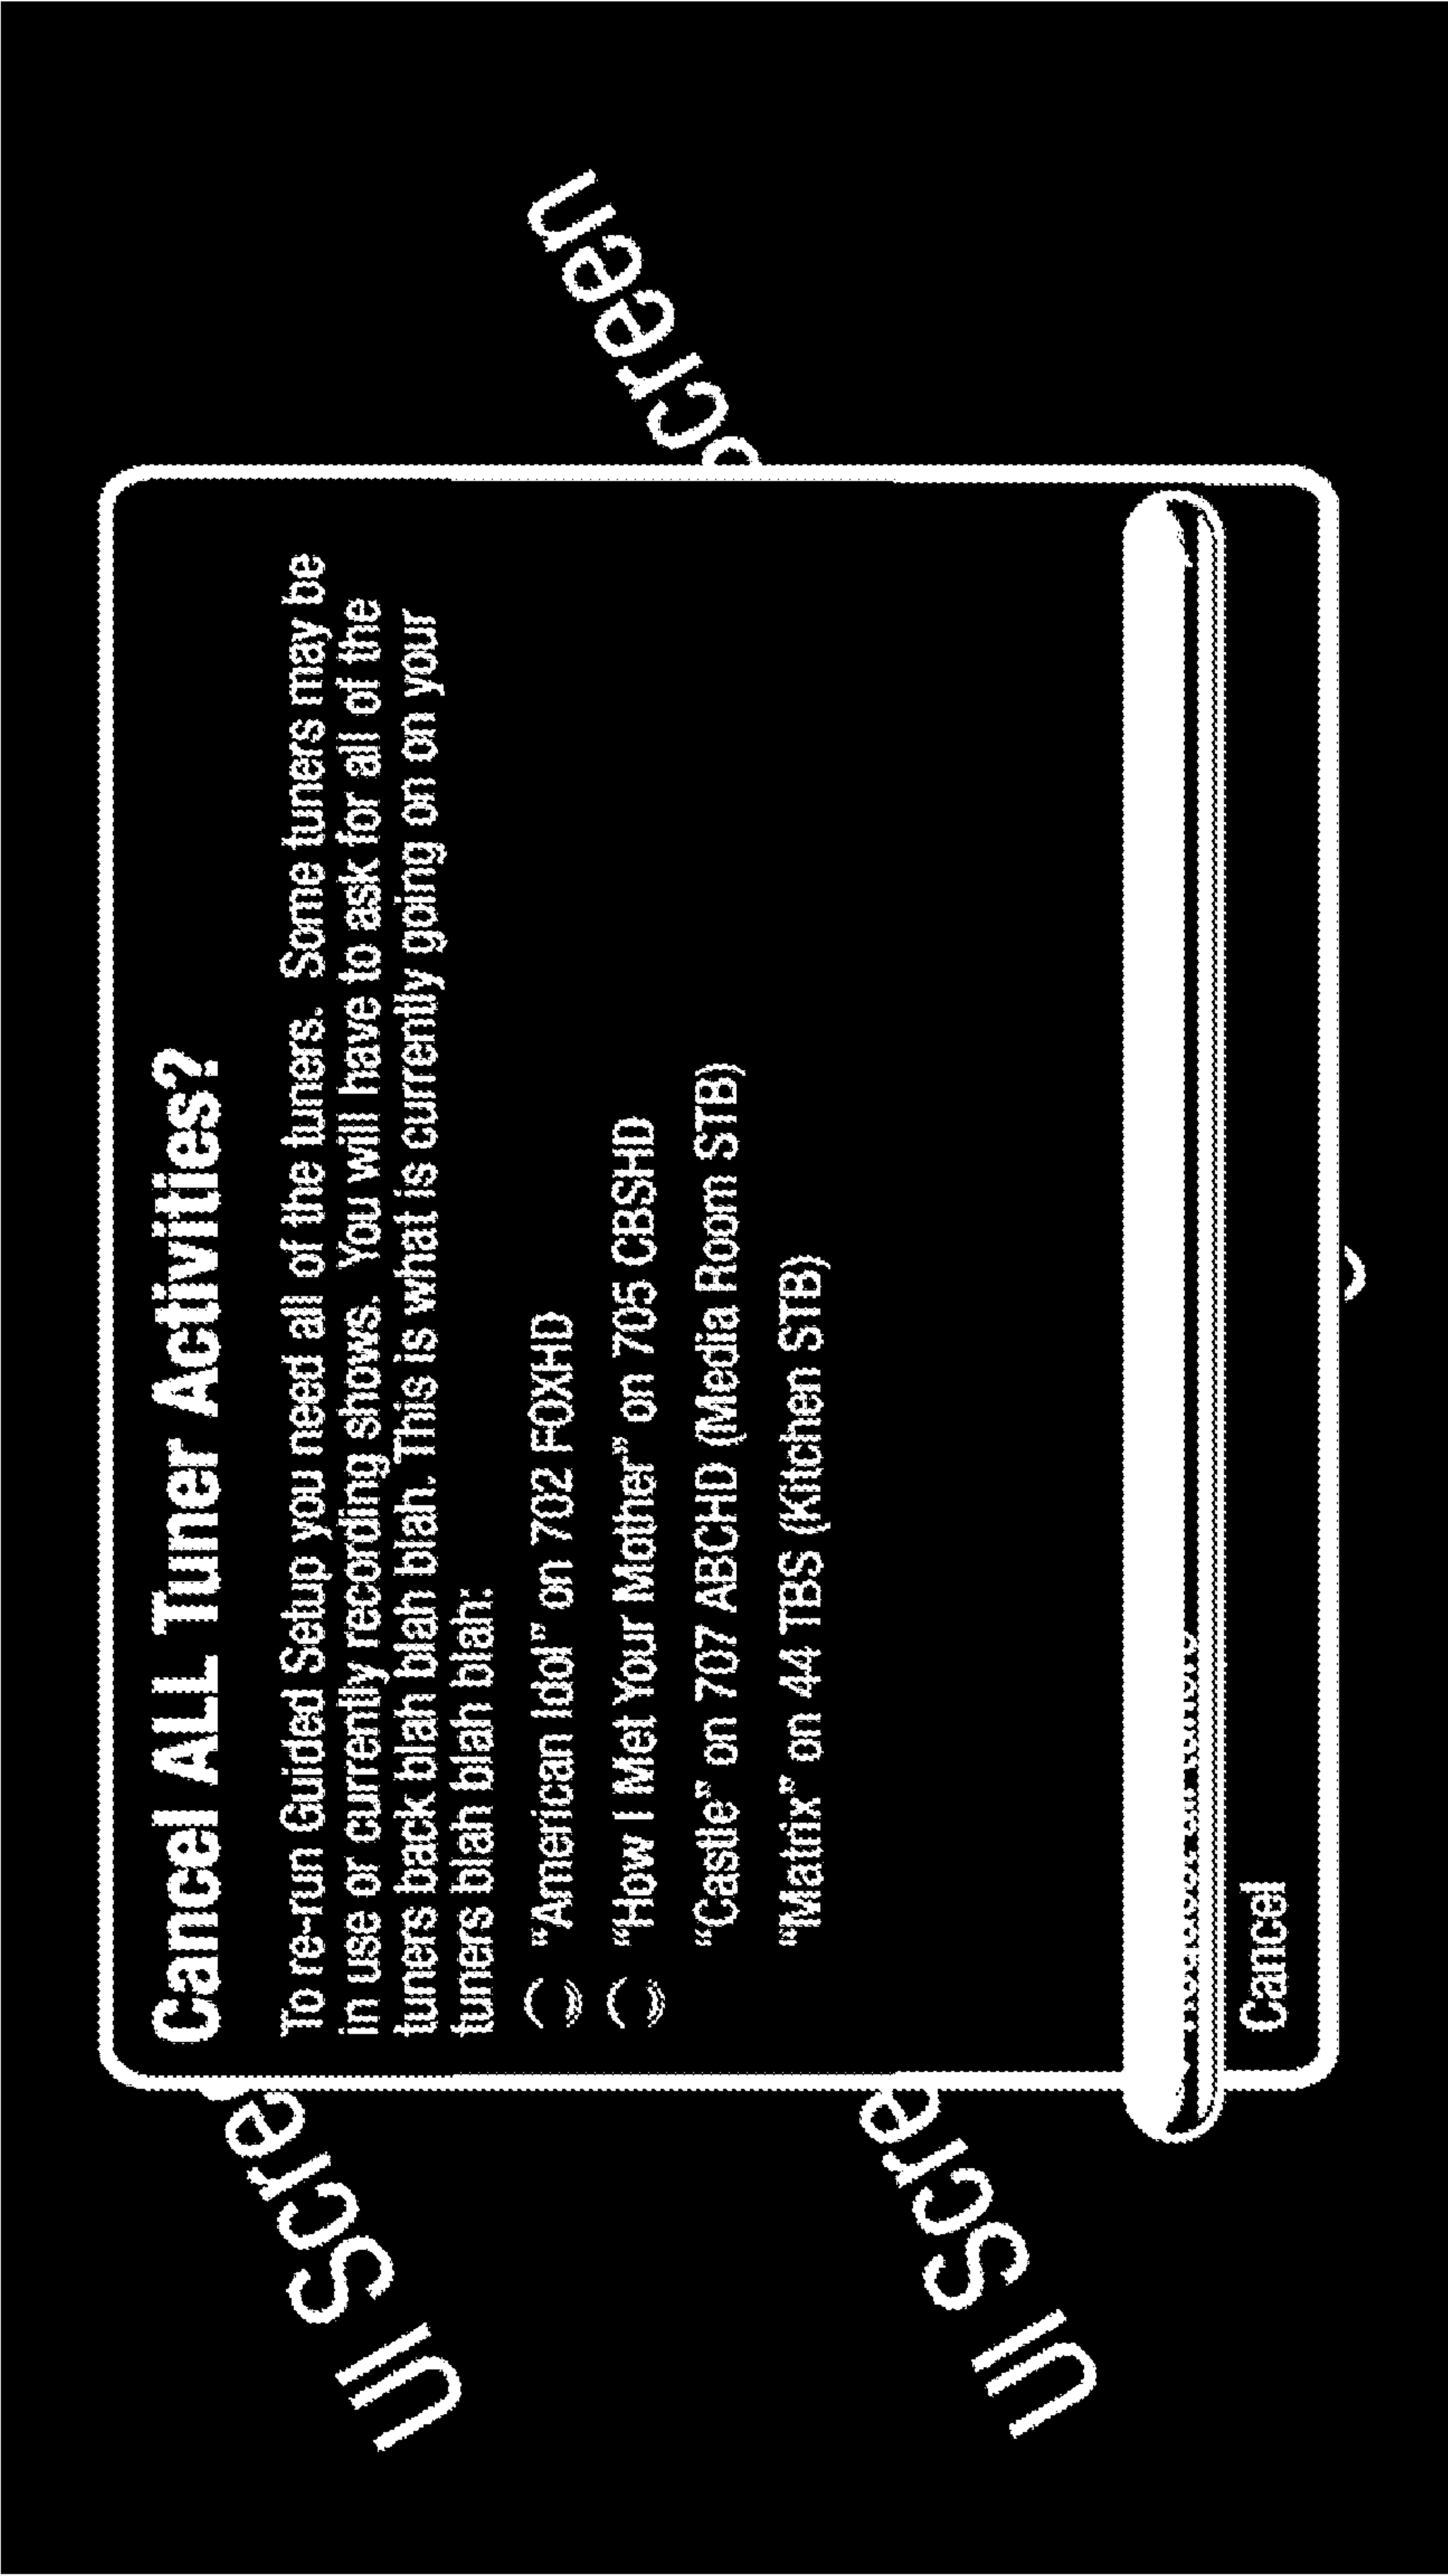 Cancel ALL Tuner Activities?
To re-run Guided Setup you need all of the tuners. Some tuners may be
in use or currently recording shows. You will have to ask for all of the
tuners back blah blah blah. This is what is currently going on on your
tuners blah blah blah:
“American Idol” on 702 FOXHD
“How I Met Your Mother” on 705 CBSHD
“Castle” on 707 ABCHD (Media Room STB)
“Matrix” on 44 TBS (Kitchen STB)
Cancel
UI Scre
UI Scre
creen